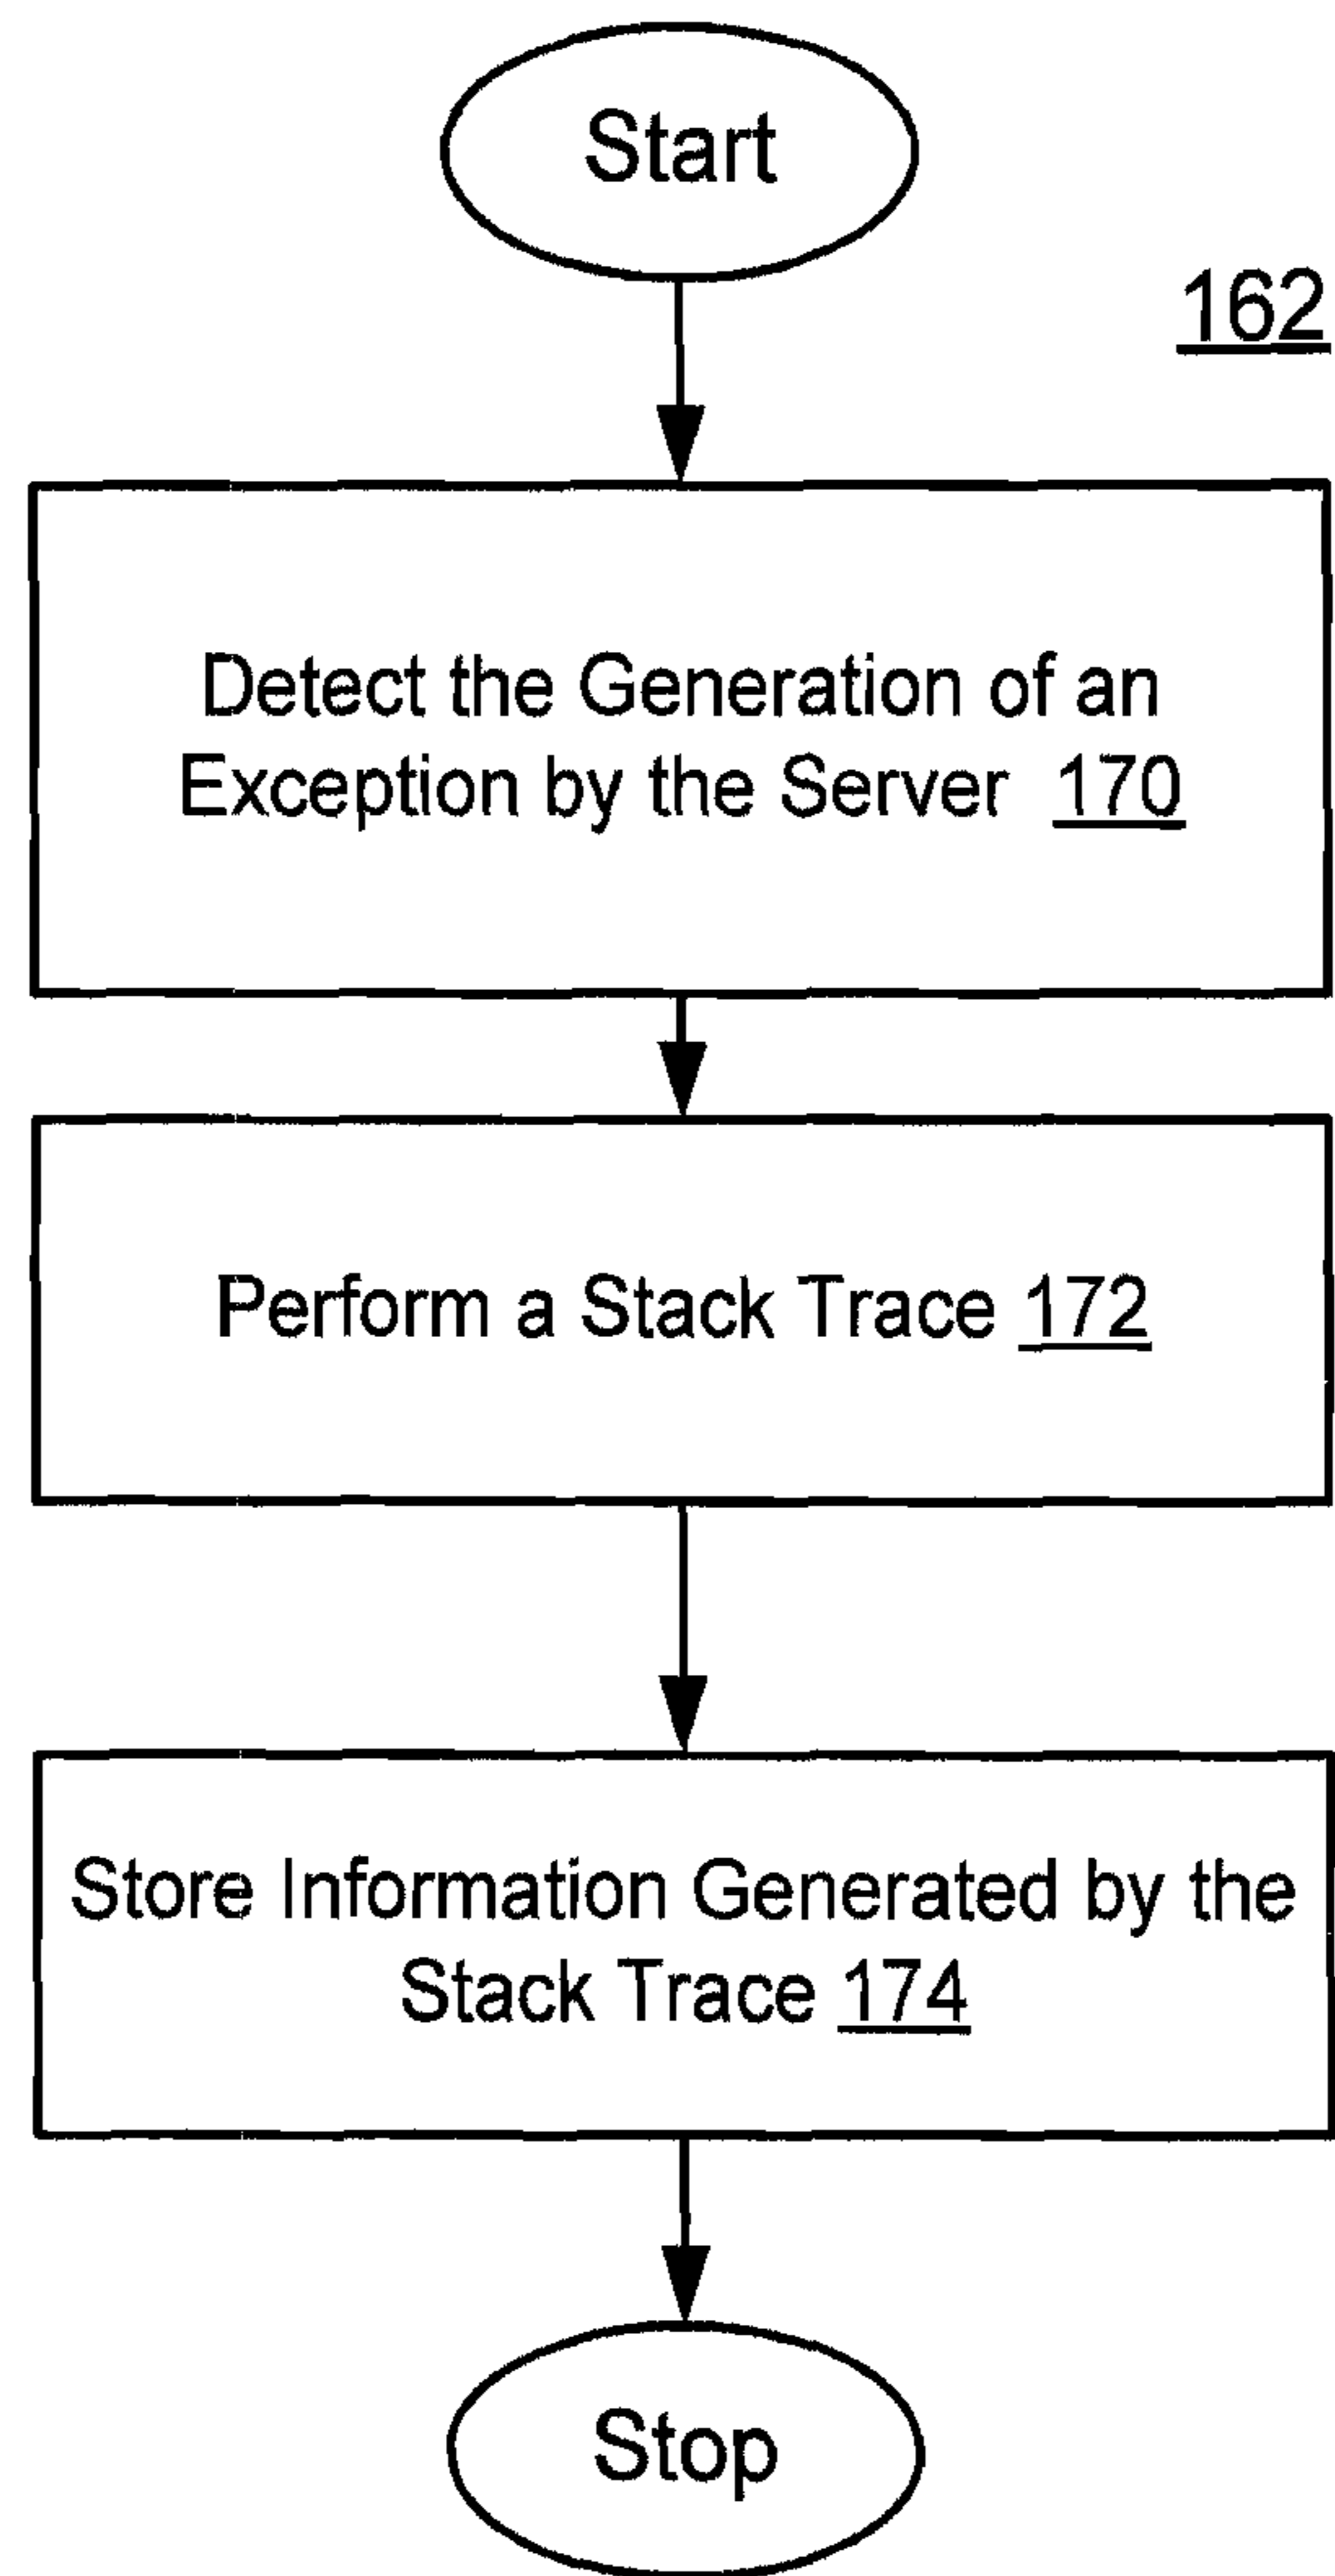 Start
162
Detect the Generation of an
Exception by the Server 170
Perform a Stack Trace 172
Store Information Generated by the
Stack Trace 174
Stop